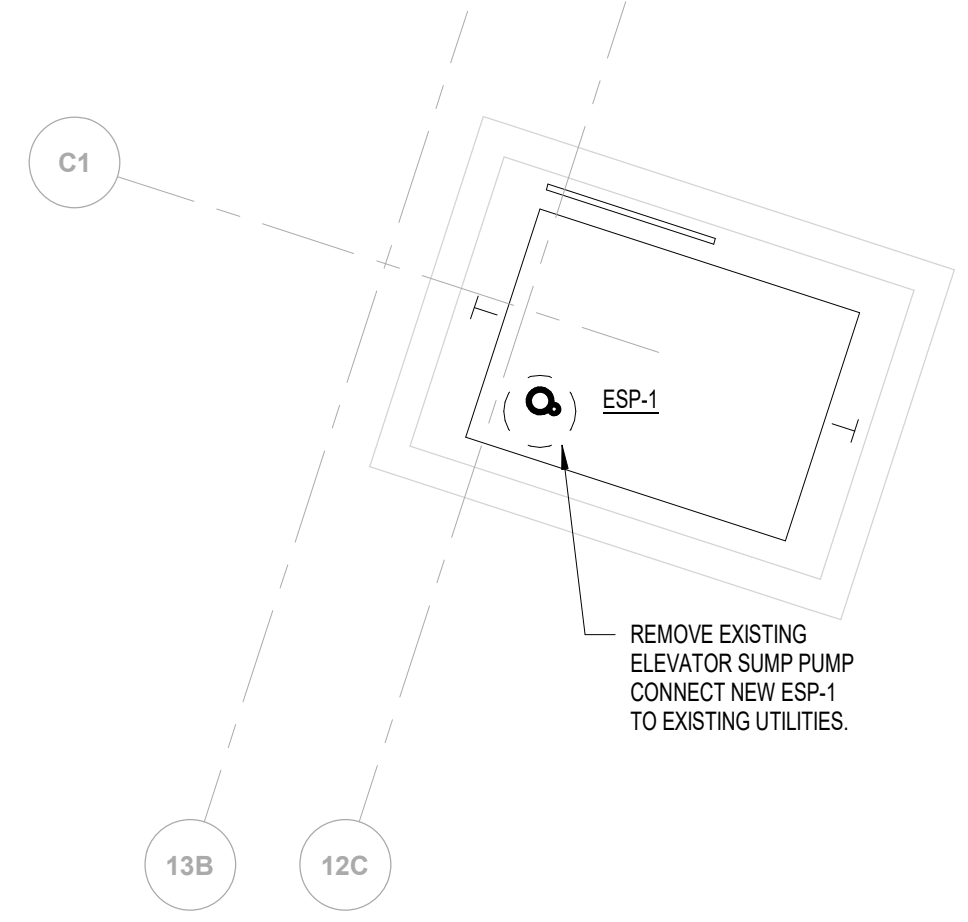 C1
ESP-1
REMOVE EXISTING
ELEVATOR SUMP PUMP
CONNECT NEW ESP-1
TO EXISTING UTILITIES.
13B
12C